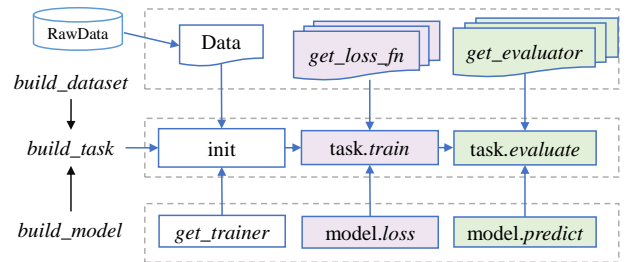 RawData
Data
get_loss_fn
get_evaluator
build_dataset
build_task
init
task.train
task.evaluate
build_model
get_trainer
model.loss
model.predict